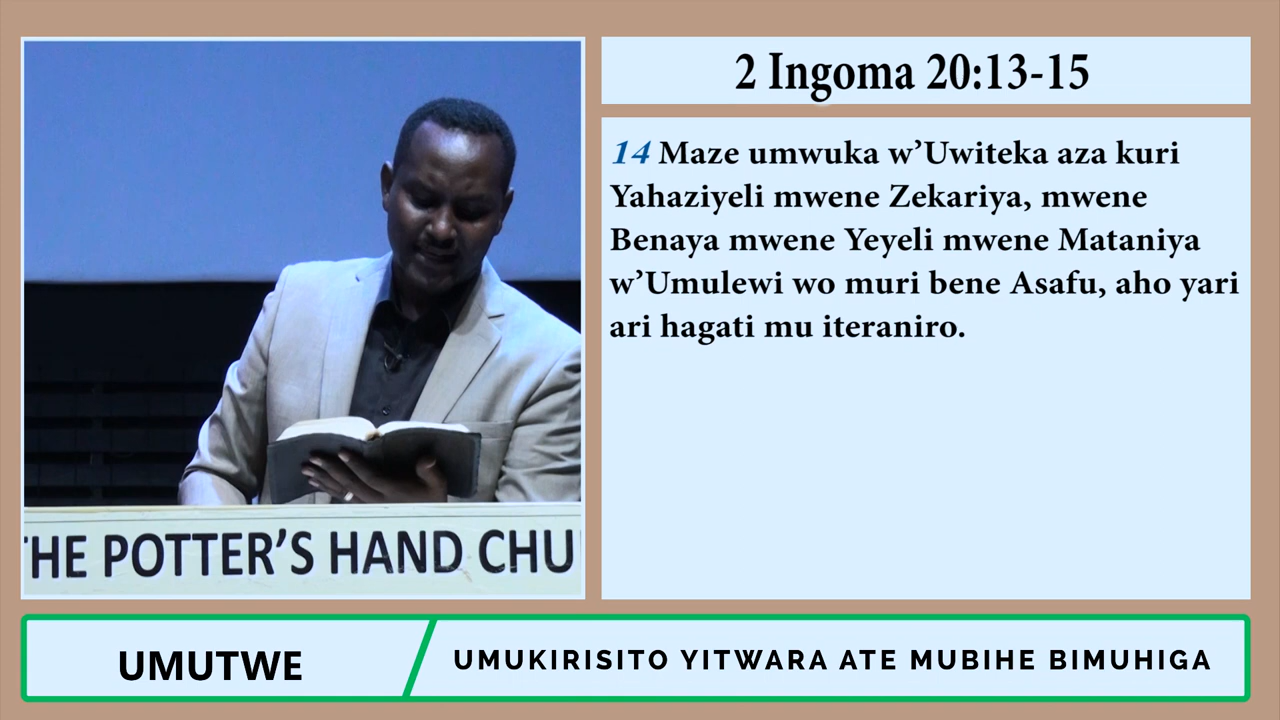 2 Ingoma 20:13-15
14 Maze umwuka w’Uwiteka aza kuri
Yahaziyeli mwene Zekariya, mwene
Benaya mwene Yeyeli mwene Mataniya
w’Umulewi wo muri bene Asafu, aho yari
ari hagati mu iteraniro.
THE POTTER’S HAND CHU
UMUTWE
UMUKIRISITO YITWARA ATE MUBIHE BIMUHIGA